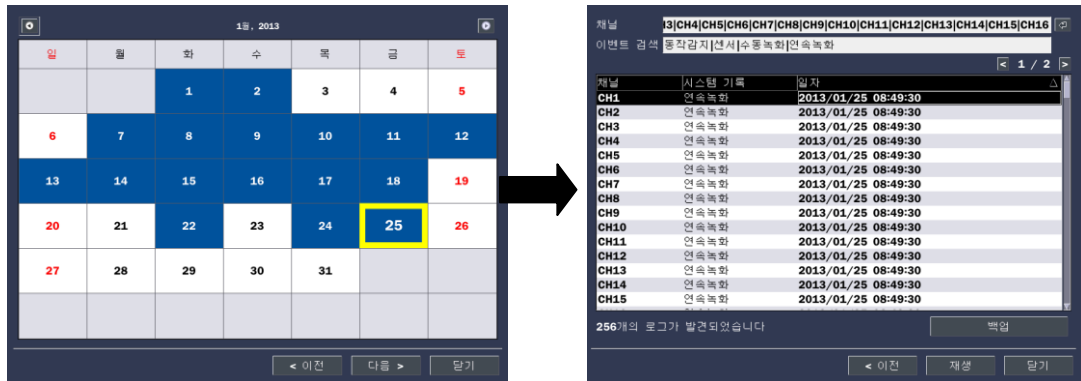 1월, 2013
일 월 화 수 목 금 토
1 2 3 4 5
6 7 8 9 10 11 12
13 14 15 16 17 18 19
20 21 22 23 24 25 26
27 28 29 30 31
< 이전 다음 > 닫기
채널 I3|CH4|CH5|CH6|CH7|CH8|CH9|CH10|CH11|CH12|CH13|CH14|CH15|CH16
이벤트 검색 동작감지|센서|수동녹화|연속녹화
< 1 / 2 >
채널 시스템 기록 일자
CH1 연속녹화 2013/01/25 08:49:30
CH2 연속녹화 2013/01/25 08:49:30
CH3 연속녹화 2013/01/25 08:49:30
CH4 연속녹화 2013/01/25 08:49:30
CH5 연속녹화 2013/01/25 08:49:30
CH6 연속녹화 2013/01/25 08:49:30
CH7 연속녹화 2013/01/25 08:49:30
CH8 연속녹화 2013/01/25 08:49:30
CH9 연속녹화 2013/01/25 08:49:30
CH10 연속녹화 2013/01/25 08:49:30
CH11 연속녹화 2013/01/25 08:49:30
CH12 연속녹화 2013/01/25 08:49:30
CH13 연속녹화 2013/01/25 08:49:30
CH14 연속녹화 2013/01/25 08:49:30
CH15 연속녹화 2013/01/25 08:49:30
256개의 로그가 발견되었습니다 백업
< 이전 재생 닫기